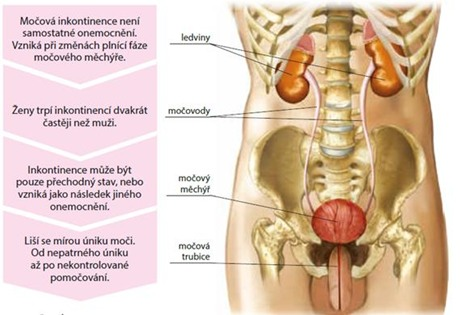 Močová inkontinence není
samostatné onemocnění.
Vzniká při změnách plnící fáze
močového měchýře.
Ženy trpí inkontinencí dvakrát
častěji než muži.
Inkontinence může být
pouze přechodný stav, nebo
vzniká jako následek jiného
onemocnění.
Liší se mírou úniku moči.
Od nepatrného úniku
až po nekontrolované
pomočování.
ledviny
močovody
močový
měchýř
močová
trubice